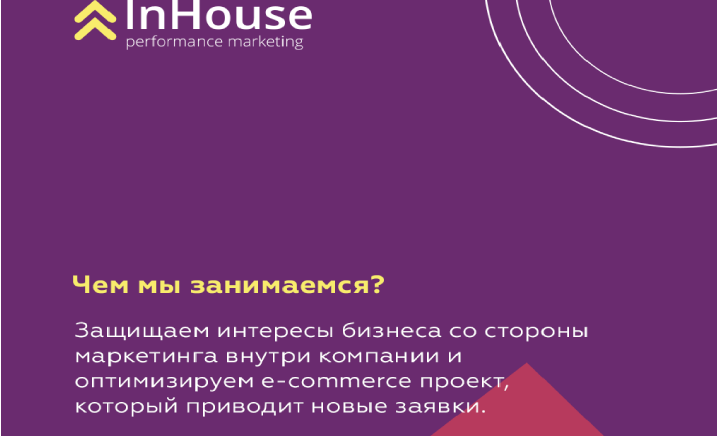 InHouse
performance marketing
Чем мы занимаемся?
Защищаем интересы бизнеса со стороны
маркетинга внутри компании и
оптимизируем e-commerce проект,
который приводит новые заявки.